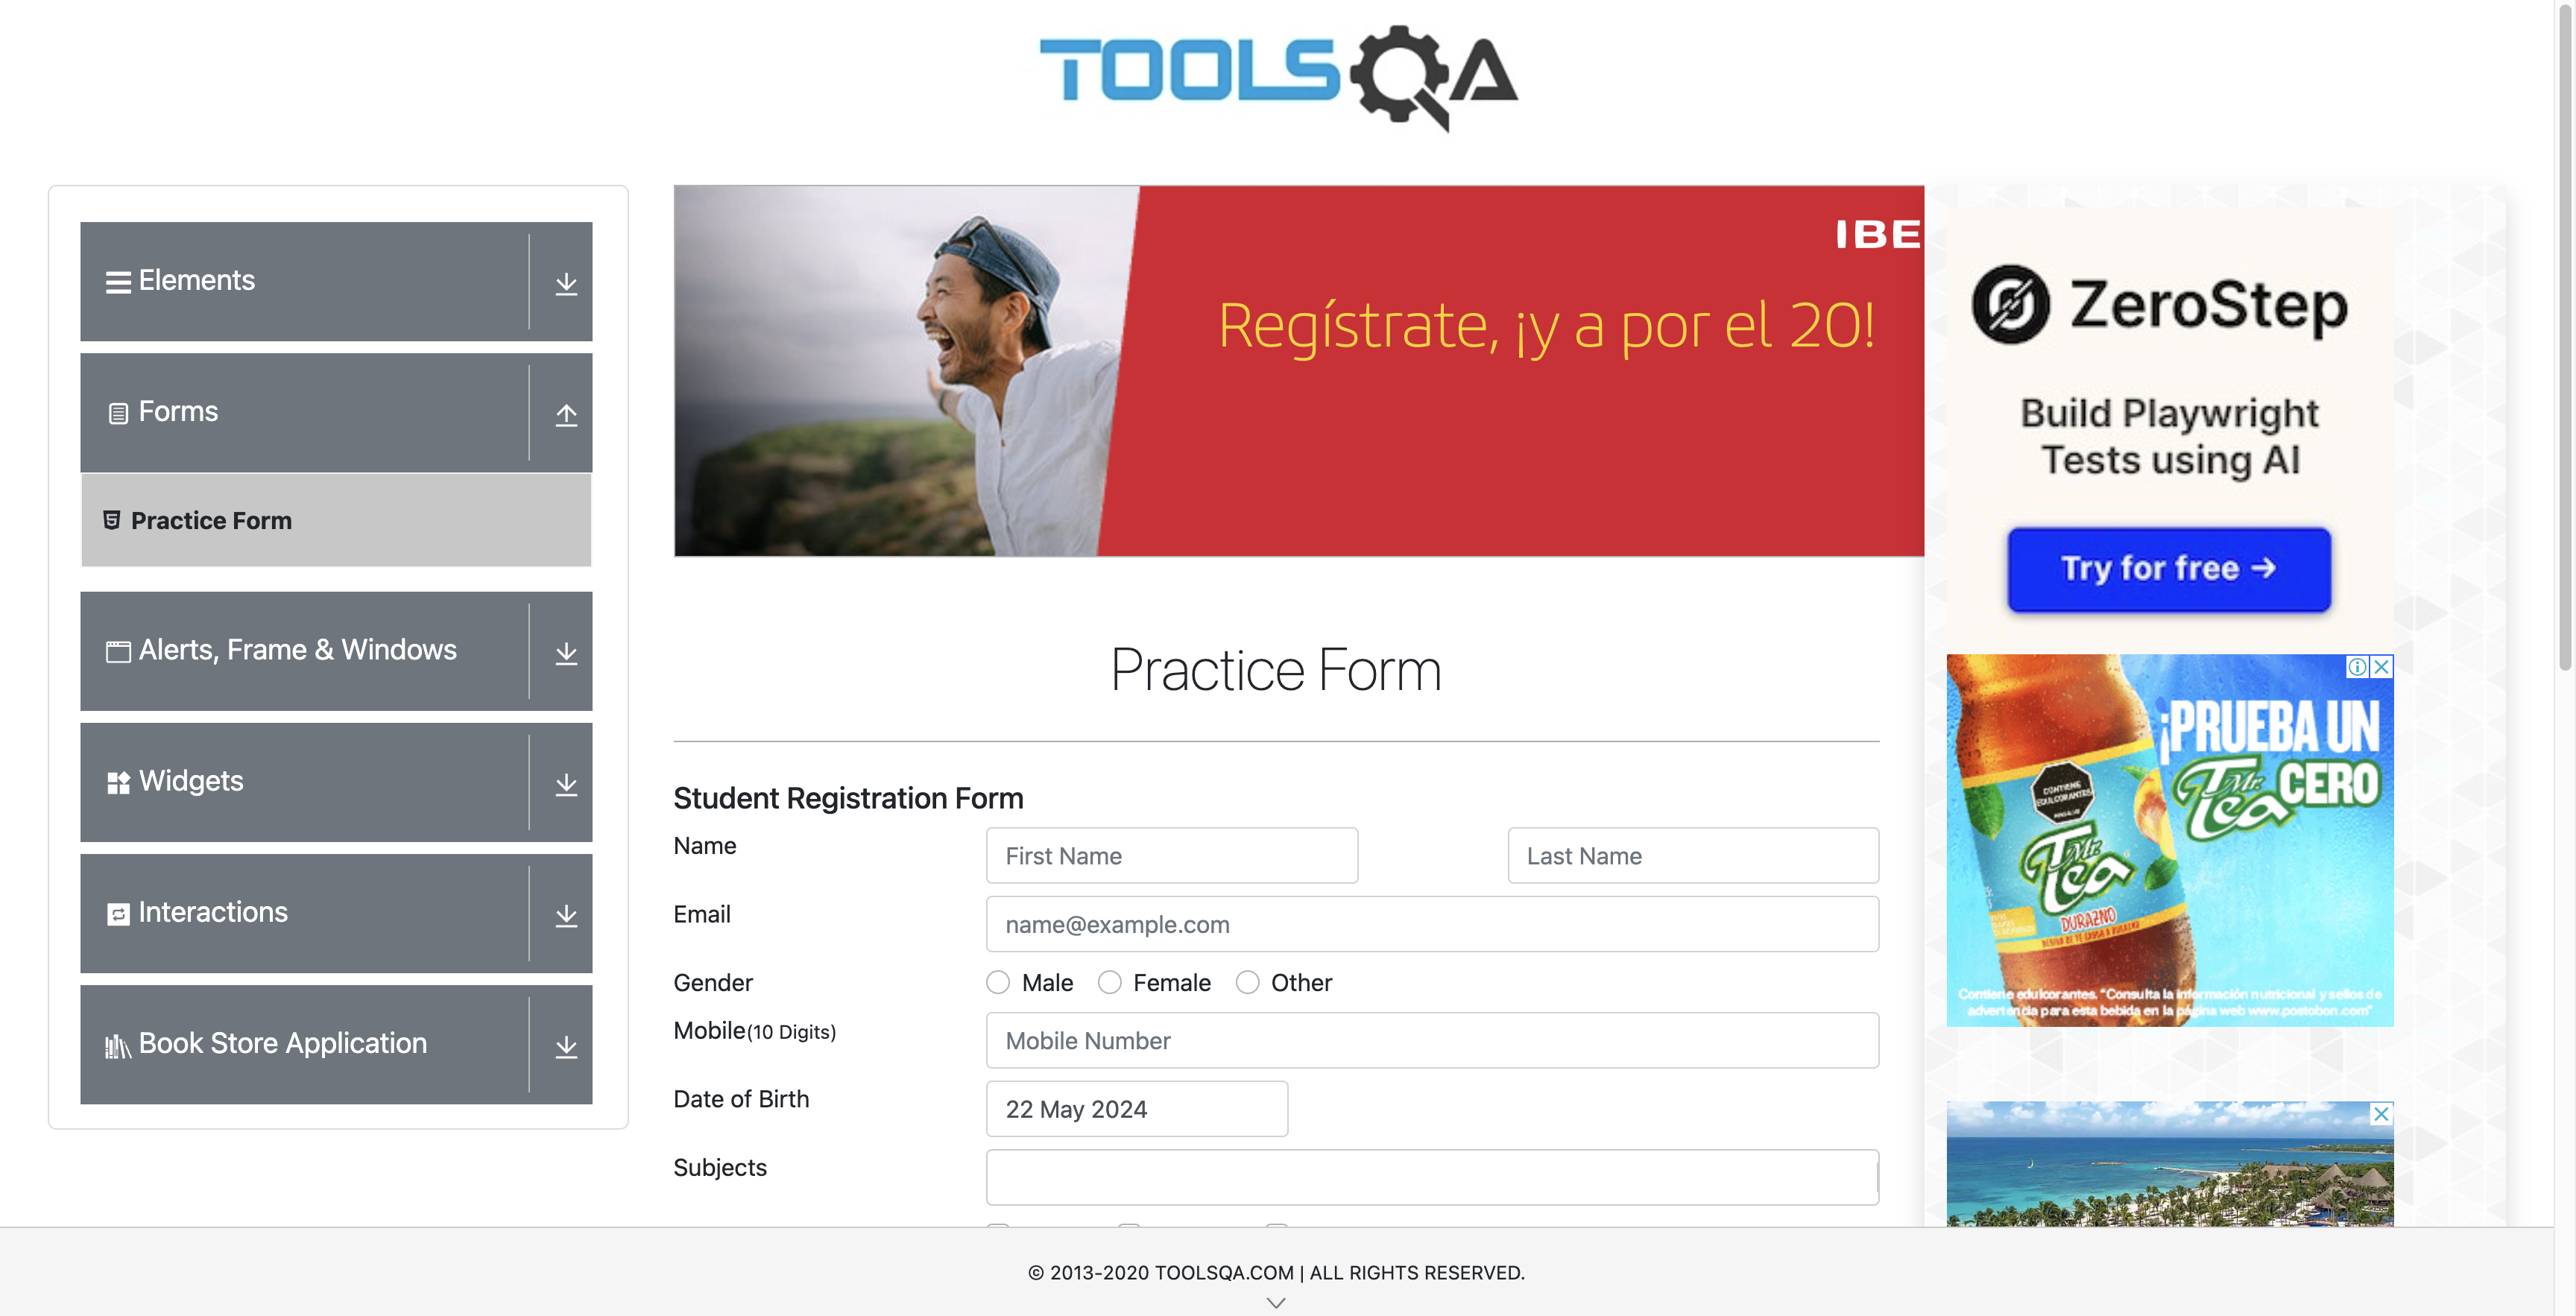 TOOLSQA
Elements
Forms
Practice Form
Alerts, Frame & Windows
Widgets
Interactions
Book Store Application
IBE
Regístrate, ¡y a por el 20!
Practice Form
Student Registration Form
Name
First Name
Last Name
Email
name@example.com
Gender
Male
Female
Other
Mobile(10 Digits)
Mobile Number
Date of Birth
22 May 2024
Subjects
ZeroStep
Build Playwright
Tests using AI
Try for free →
¡PRUEBA UN
Mr. Tea CERO
CONTIENE
EDULCORANTES
Mr. Tea
DURAZNO
Contiene edulcorantes. "Consulta la información nutricional y sellos de
advertencia para esta bebida en la página web www.postobon.com"
© 2013-2020 TOOLSQA.COM | ALL RIGHTS RESERVED.